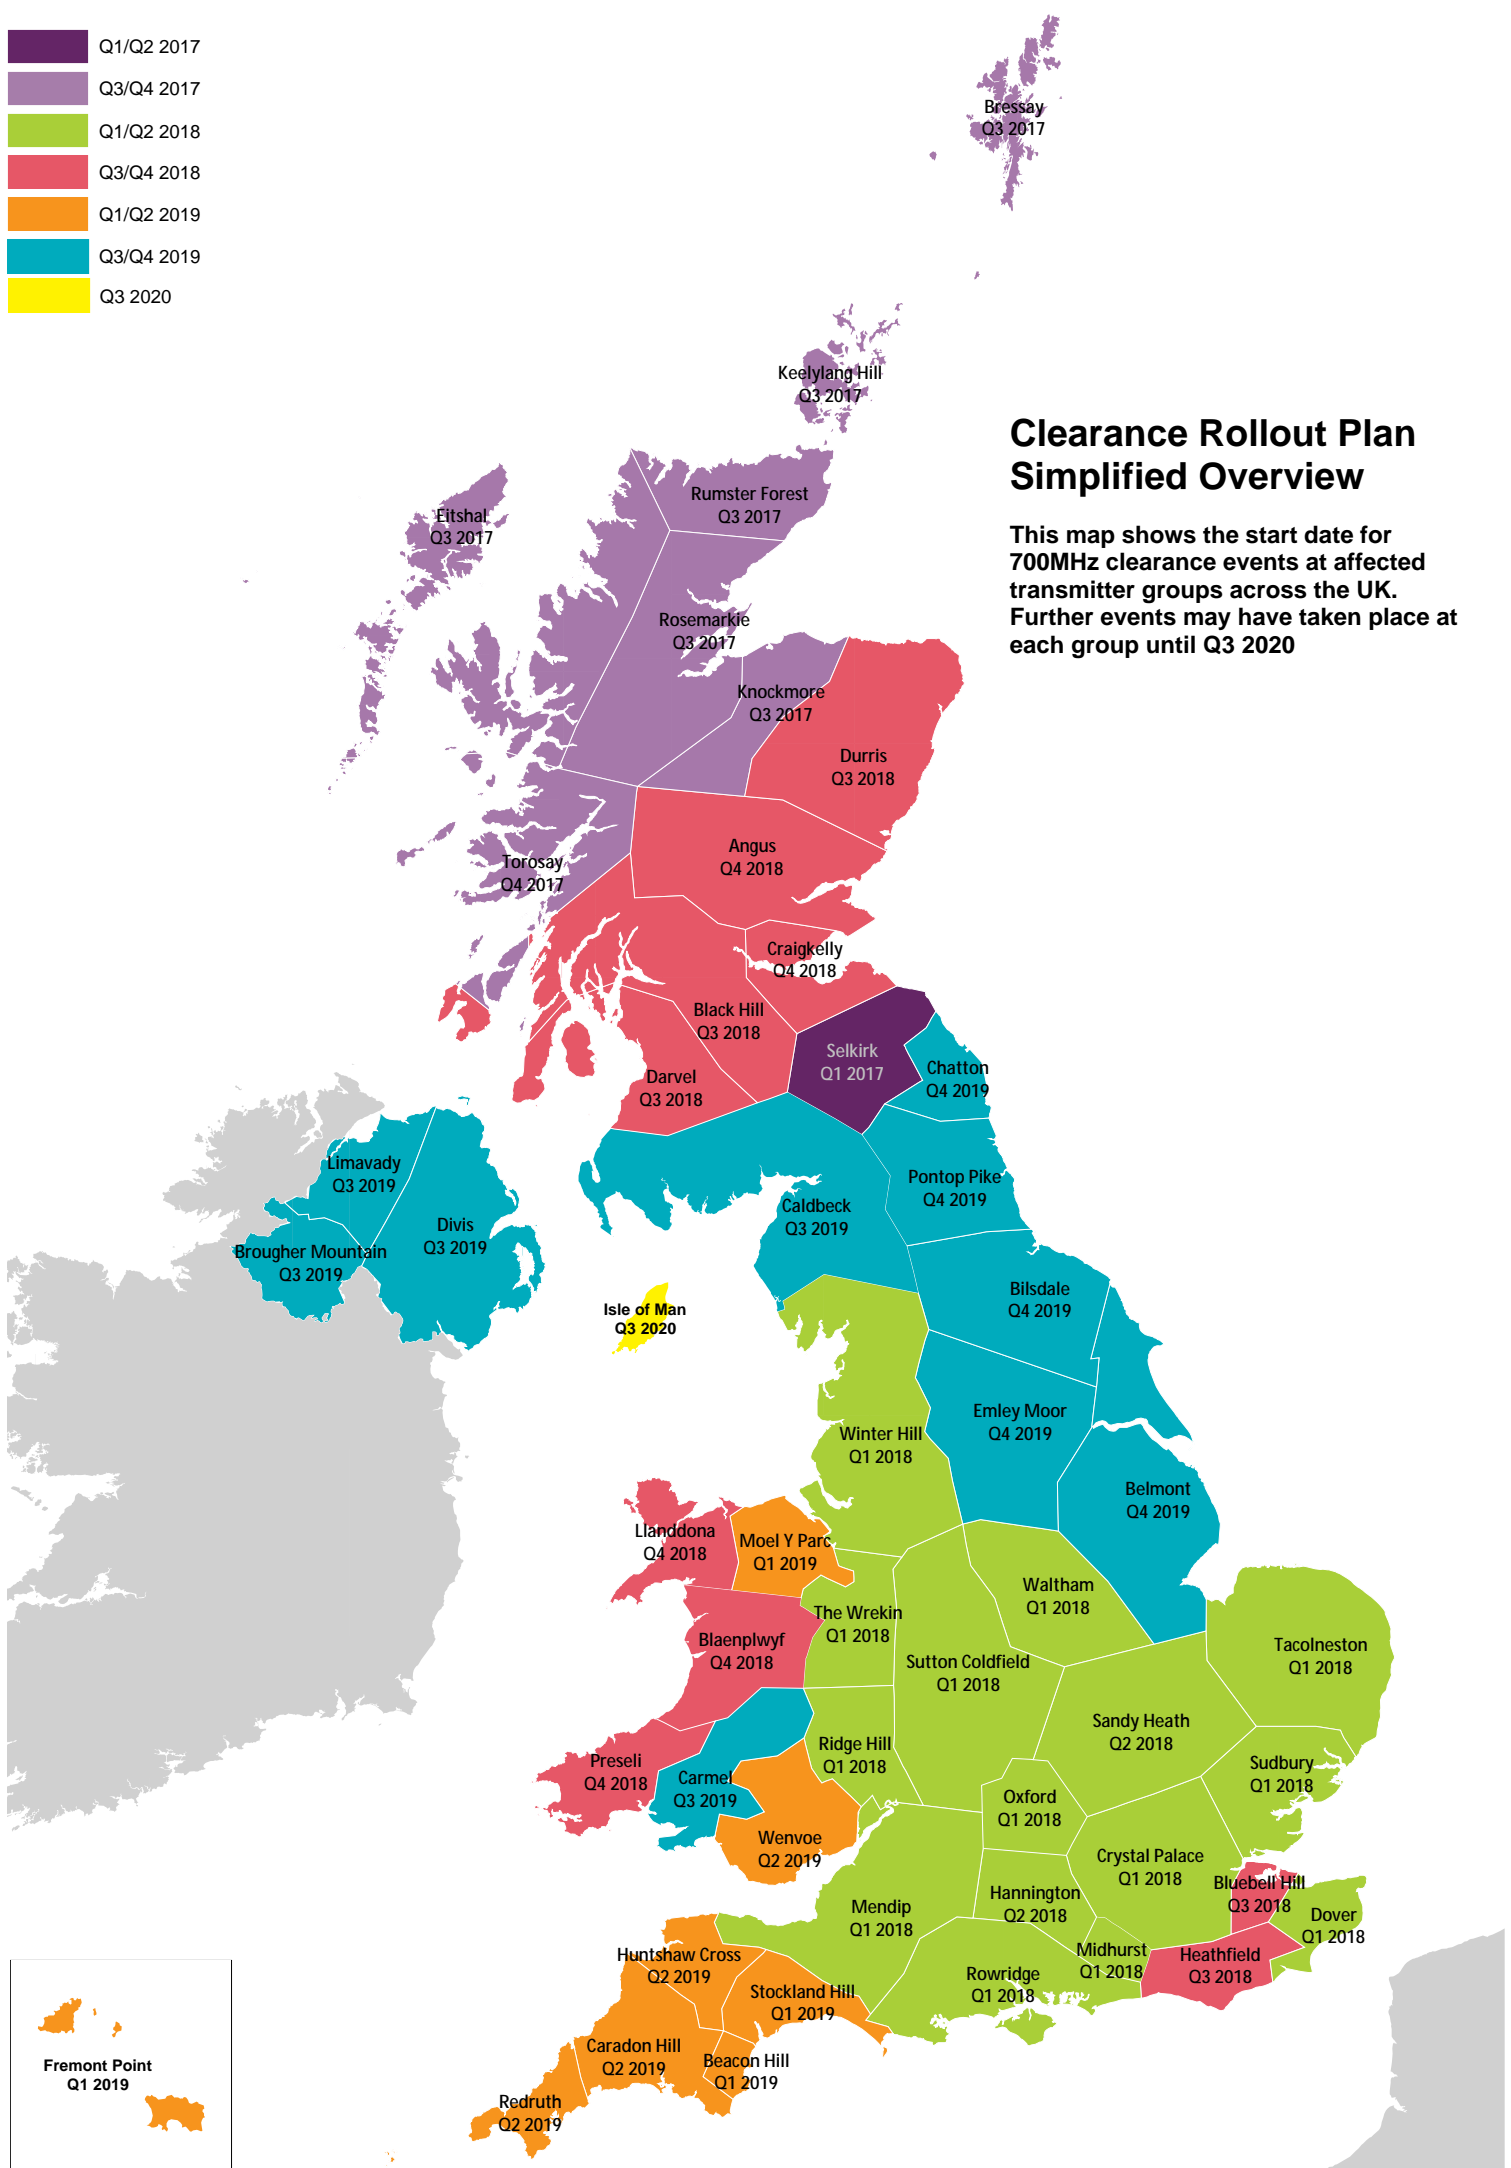 Q1/Q2 2017
Q3/Q4 2017
Q1/Q2 2018
Q3/Q4 2018
Q1/Q2 2019
Q3/Q4 2019
Q3 2020
Bressay
Q3 2017
Keelylang Hill
Q3 2017
Clearance Rollout Plan
Simplified Overview
This map shows the start date for
700MHz clearance events at affected
transmitter groups across the UK.
Further events may have taken place at
each group until Q3 2020
Rumster Forest
Q3 2017
Eitshal
Q3 2017
Rosemarkie
Q3 2017
Knockmore
Q3 2017
Durris
Q3 2018
Angus
Q4 2018
Torosay
Q4 2017
Craigkelly
Q4 2018
Black Hill
Q3 2018
Selkirk
Q1 2017
Chatton
Q4 2019
Darvel
Q3 2018
Limavady
Q3 2019
Pontop Pike
Q4 2019
Caldbeck
Q3 2019
Divis
Q3 2019
Brougher Mountain
Q3 2019
Isle of Man
Q3 2020
Bilsdale
Q4 2019
Emley Moor
Q4 2019
Winter Hill
Q1 2018
Belmont
Q4 2019
Llanddona
Q4 2018
Moel Y Parc
Q1 2019
Waltham
Q1 2018
The Wrekin
Q1 2018
Blaenplwyf
Q4 2018
Tacolneston
Q1 2018
Sutton Coldfield
Q1 2018
Sandy Heath
Q2 2018
Ridge Hill
Q1 2018
Preseli
Q4 2018
Carmel
Q3 2019
Sudbury
Q1 2018
Oxford
Q1 2018
Wenvoe
Q2 2019
Crystal Palace
Q1 2018
Bluebell Hill
Q3 2018
Hannington
Q2 2018
Mendip
Q1 2018
Dover
Q1 2018
Midhurst
Q1 2018
Heathfield
Q3 2018
Huntshaw Cross
Q2 2019
Rowridge
Q1 2018
Stockland Hill
Q1 2019
Caradon Hill
Q2 2019
Beacon Hill
Q1 2019
Redruth
Q2 2019
Fremont Point
Q1 2019